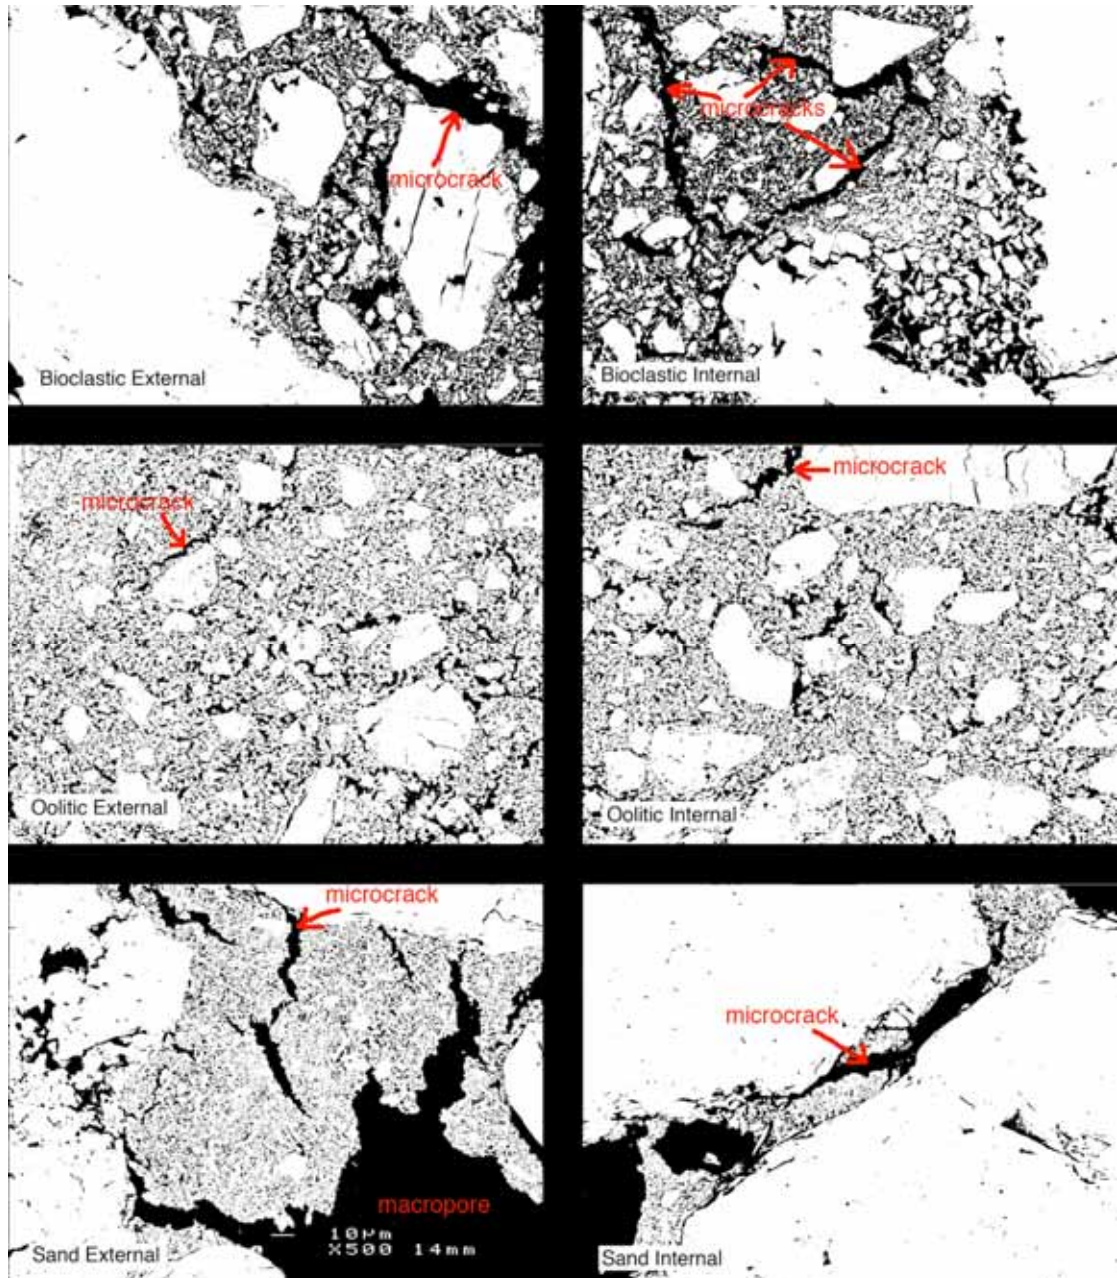 microcrack
Bioclastic External
microcracks
Bioclastic Internal
microcrack
Oolitic External
microcrack
Oolitic Internal
microcrack
macropore
10µm
X500 14mm
Sand External
microcrack
Sand Internal